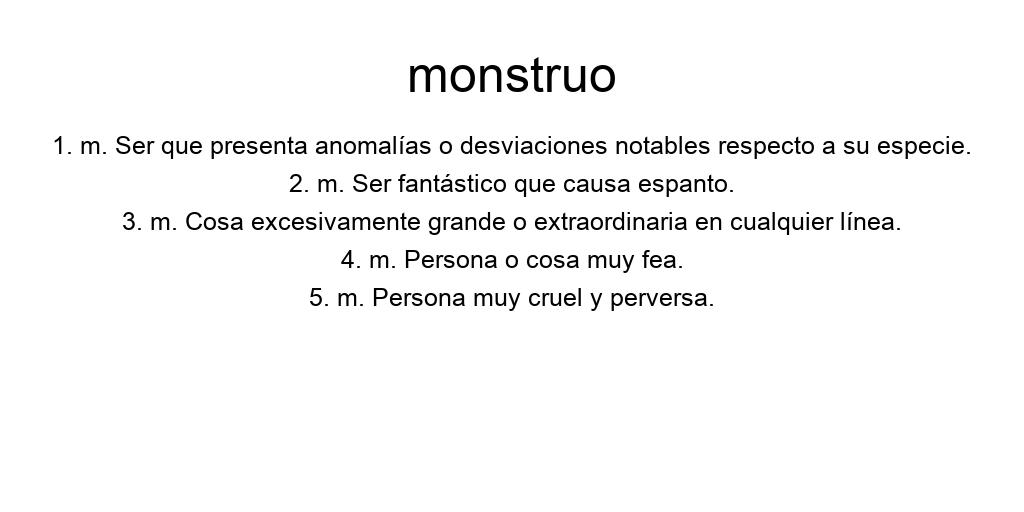 monstruo
1. m. Ser que presenta anomalías o desviaciones notables respecto a su especie.
2. m. Ser fantástico que causa espanto.
3. m. Cosa excesivamente grande o extraordinaria en cualquier línea.
4. m. Persona o cosa muy fea.
5. m. Persona muy cruel y perversa.